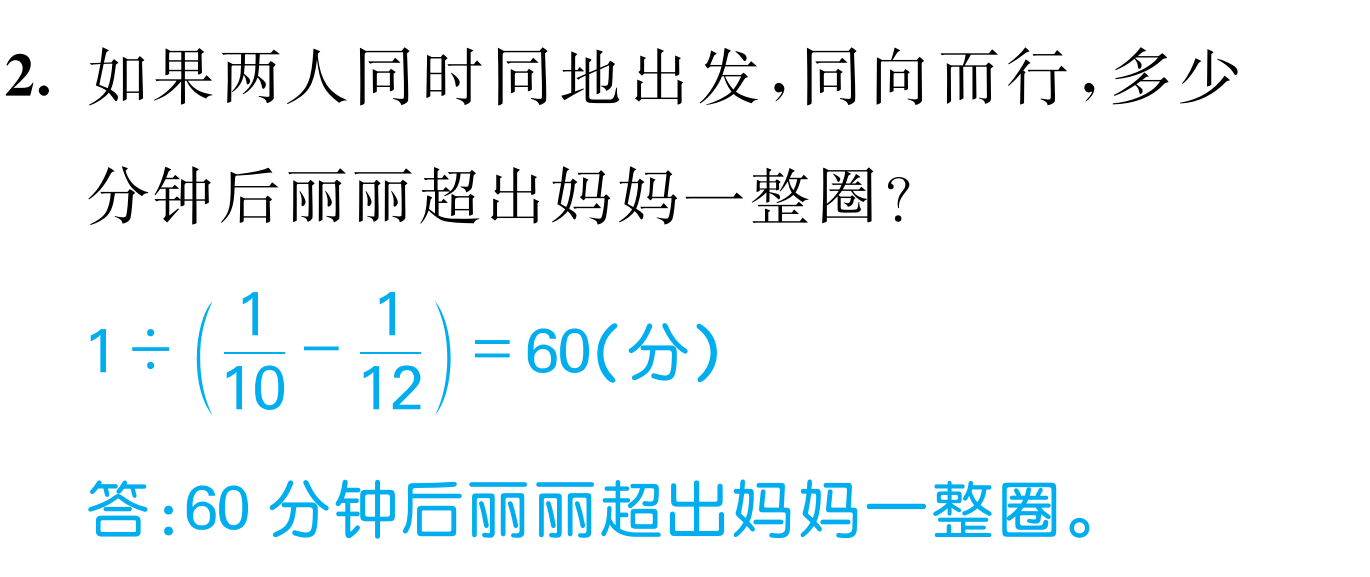 2. 如果两人同时同地出发,同向而行,多少
分钟后丽丽超出妈妈一整圈?
1÷(1/10-1/12)=60(分)
答:60分钟后丽丽超出妈妈一整圈。